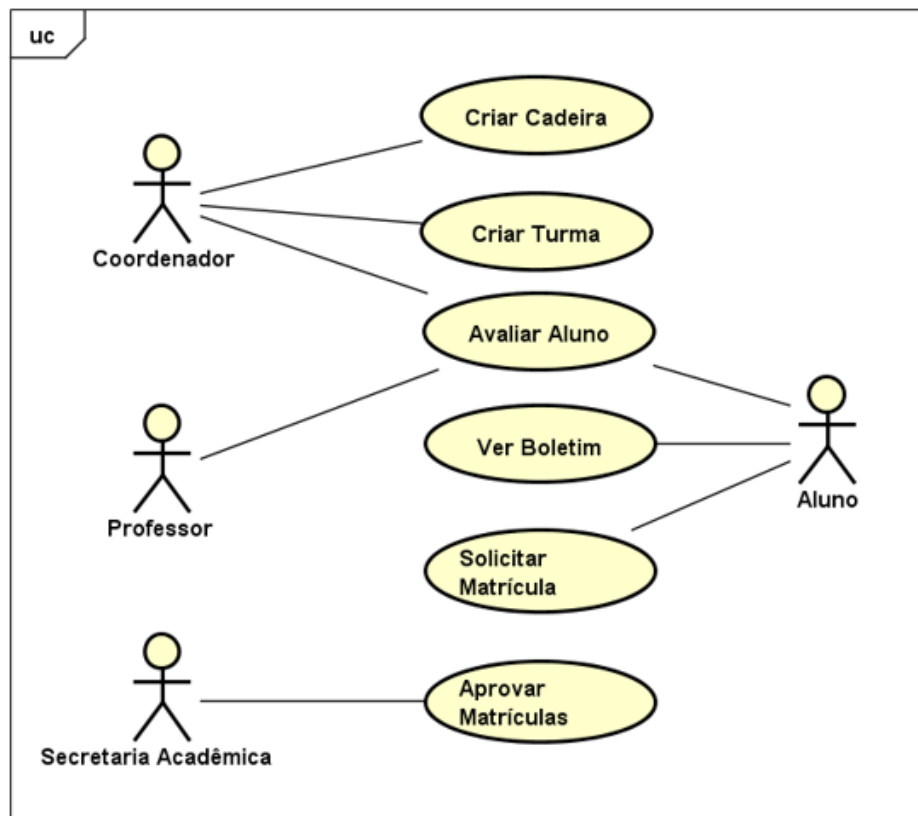 uc
Criar Cadeira
Coordenador
Criar Turma
Avaliar Aluno
Professor
Ver Boletim
Aluno
Solicitar
Matrícula
Secretaria Acadêmica
Aprovar
Matrículas